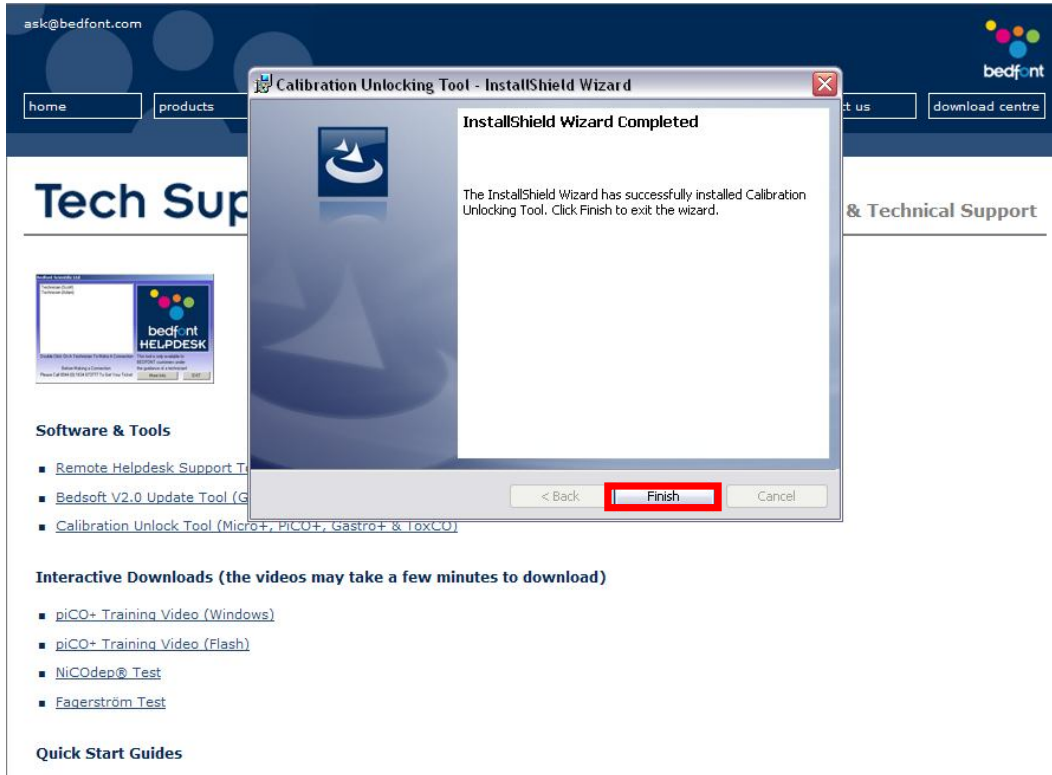 ask@bedfont.com
bedfont
home
products
ct us
download centre
Calibration Unlocking Tool - InstallShield Wizard
InstallShield Wizard Completed
The InstallShield Wizard has successfully installed Calibration
Unlocking Tool. Click Finish to exit the wizard.
< Back
Finish
Cancel
Tech Sup
& Technical Support
bedfont
HELPDESK
Software & Tools
Remote Helpdesk Support T
Bedsoft V2.0 Update Tool (G
Calibration Unlock Tool (Micro+, PiCO+, Gastro+ & ToxCO)
Interactive Downloads (the videos may take a few minutes to download)
piCO+ Training Video (Windows)
piCO+ Training Video (Flash)
NiCOdep® Test
Fagerström Test
Quick Start Guides